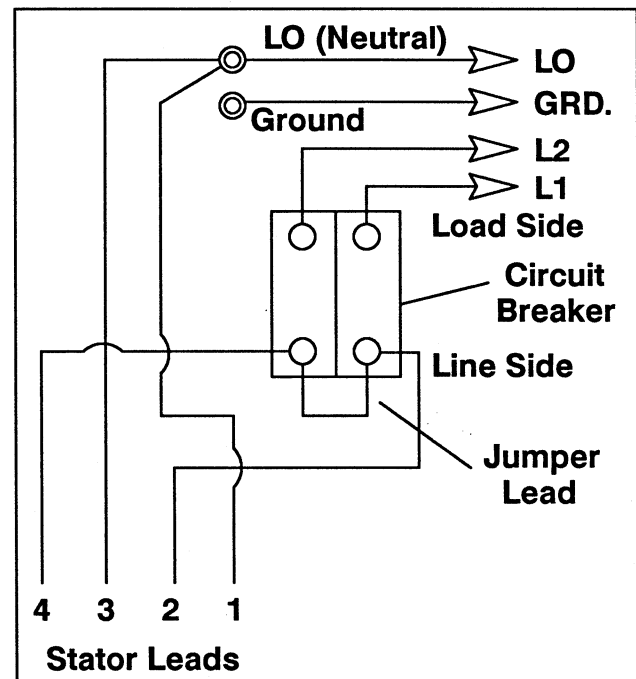 LO (Neutral)
LO
Ground
GRD.
L2
L1
Load Side
Circuit
Breaker
Line Side
Jumper
Lead
4 3 2 1
Stator Leads